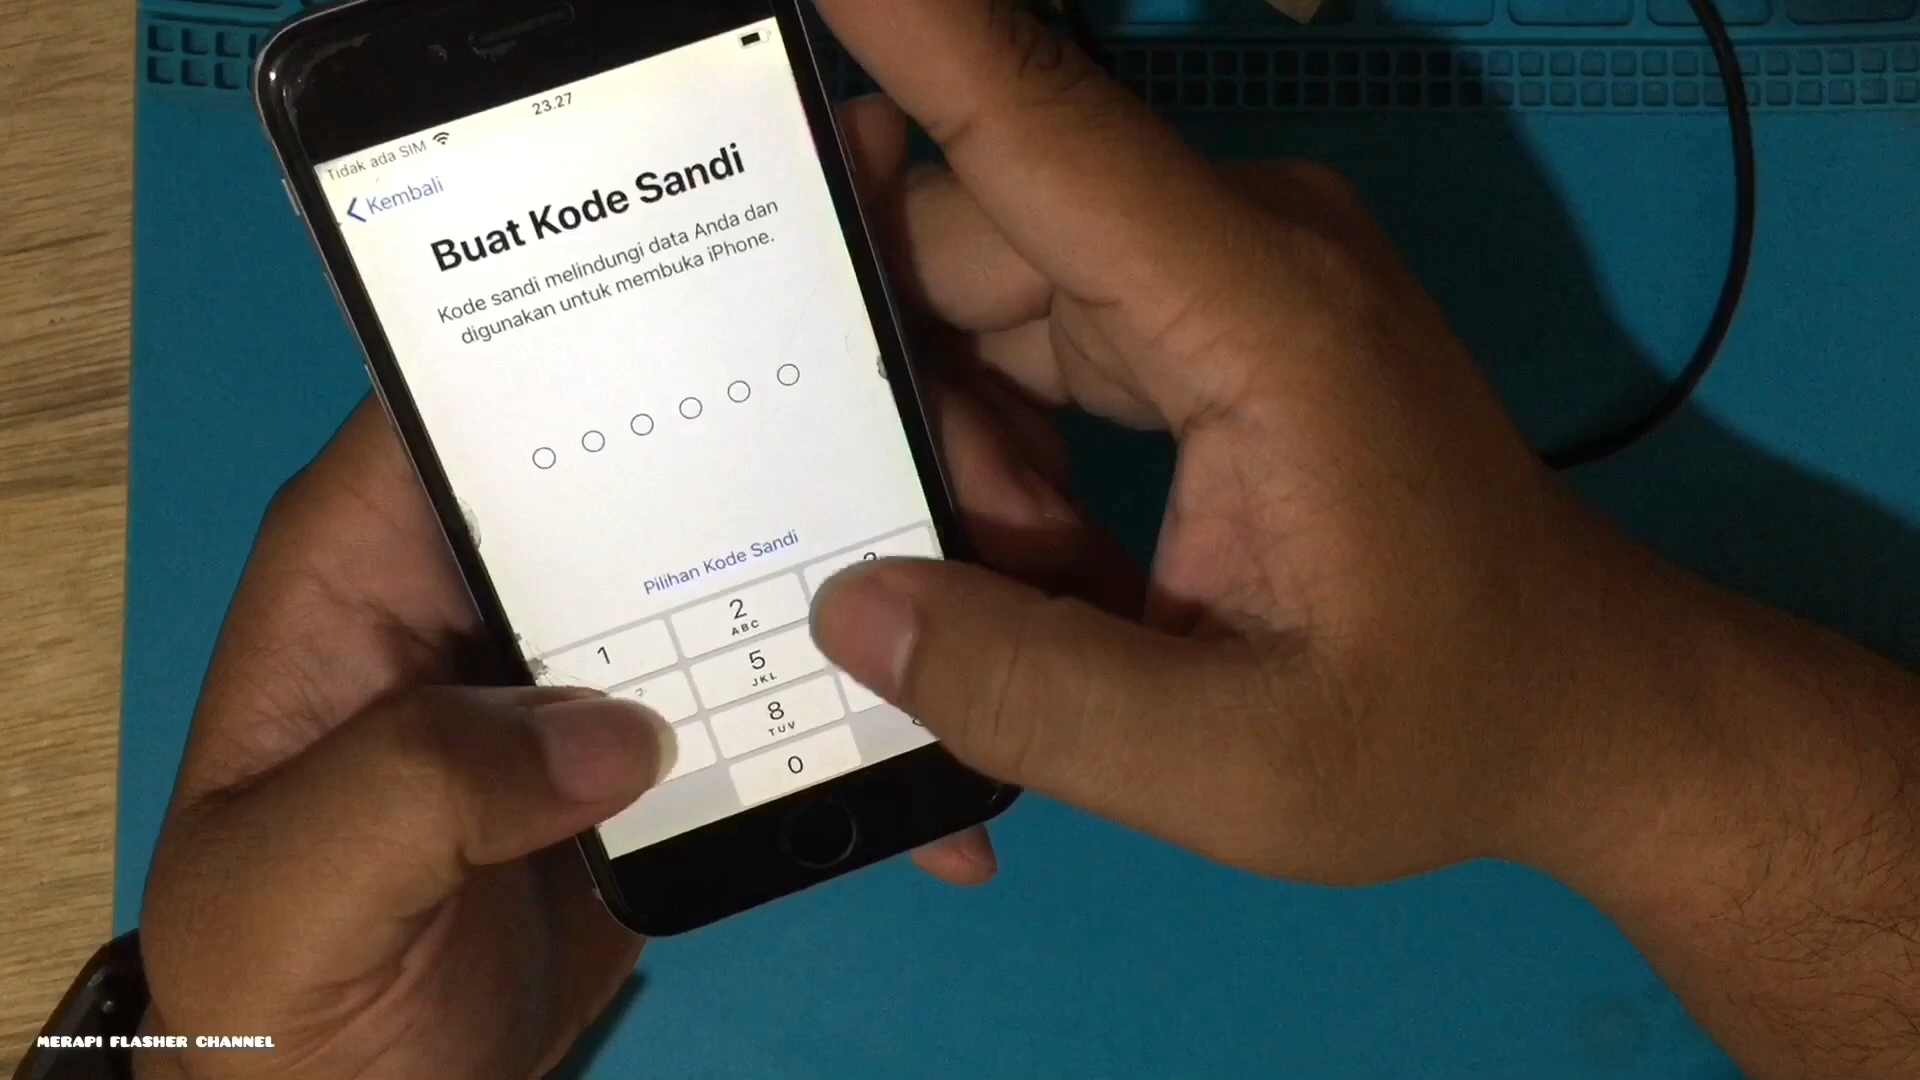 23.27
Tidak ada SIM
Kembali
Buat Kode Sandi
Kode sandi melindungi data Anda dan
digunakan untuk membuka iPhone.
Pilihan Kode Sandi
1
2
ABC
5
JKL
8
TUV
0
MERAPI FLASHER CHANNEL